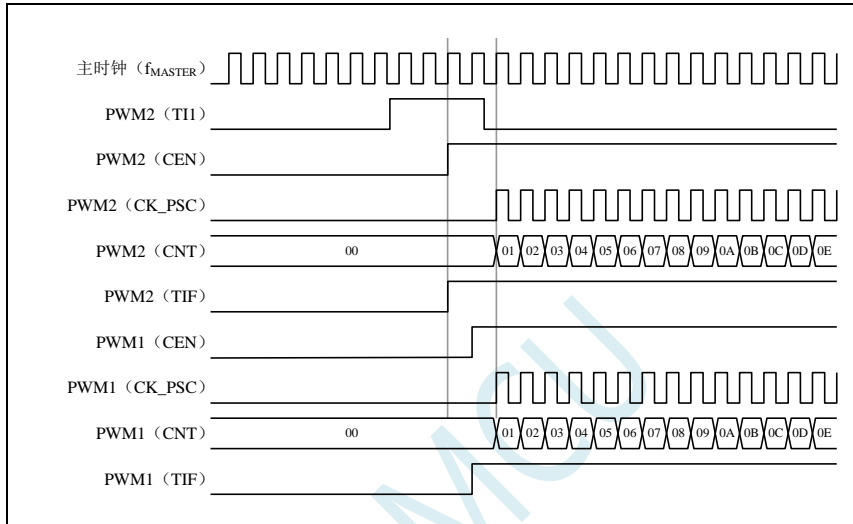 主时钟（fMASTER）
PWM2（TI1）
PWM2（CEN）
PWM2（CK_PSC）
PWM2（CNT） 00 01 02 03 04 05 06 07 08 09 0A 0B 0C 0D 0E
PWM2（TIF）
PWM1（CEN）
PWM1（CK_PSC）
PWM1（CNT） 00 01 02 03 04 05 06 07 08 09 0A 0B 0C 0D 0E
PWM1（TIF）
MCU